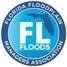 FLORIDA FLOODPLAIN
FL
FLOODS
MANAGERS ASSOCIATION